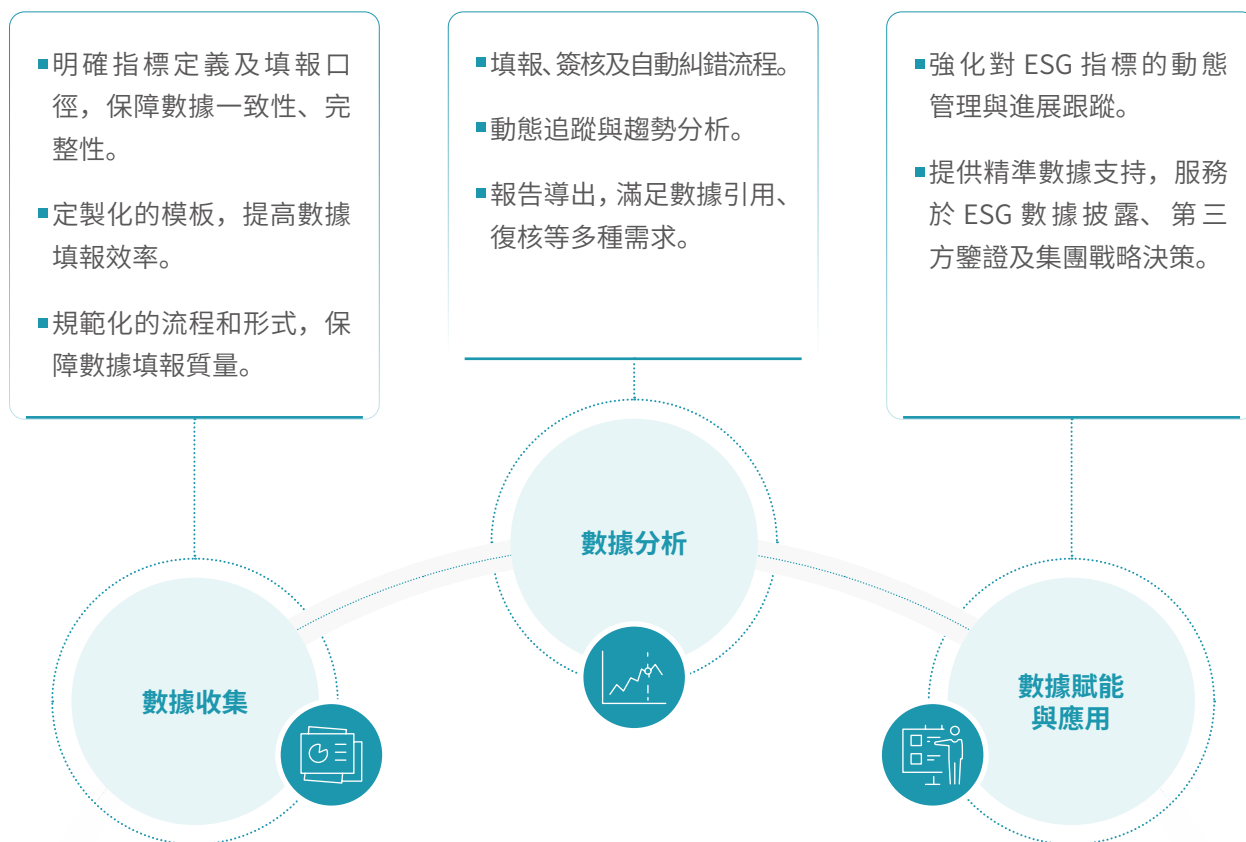 明確指標定義及填報口
徑，保障數據一致性、完
整性。
定製化的模板，提高數據
填報效率。
規範化的流程和形式，保
障數據填報質量。
填報、簽核及自動糾錯流程。
動態追蹤與趨勢分析。
報告導出，滿足數據引用、
復核等多種需求。
強化對 ESG 指標的動態
管理與進展跟蹤。
提供精準數據支持，服務
於 ESG 數據披露、第三
方鑒證及集團戰略決策。
數據收集
數據分析
數據賦能
與應用